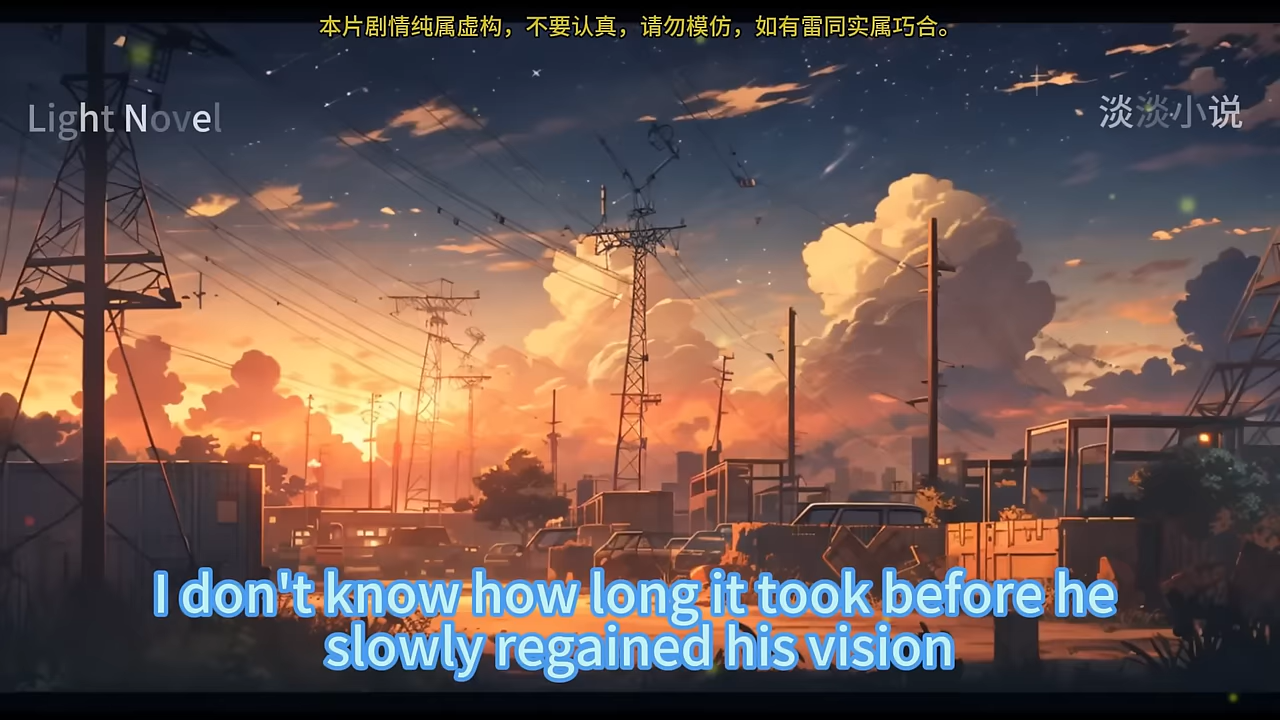 本片剧情纯属虚构，不要认真，请勿模仿，如有雷同实属巧合。
Light Novel
淡淡小说
I don't know how long it took before he
slowly regained his vision